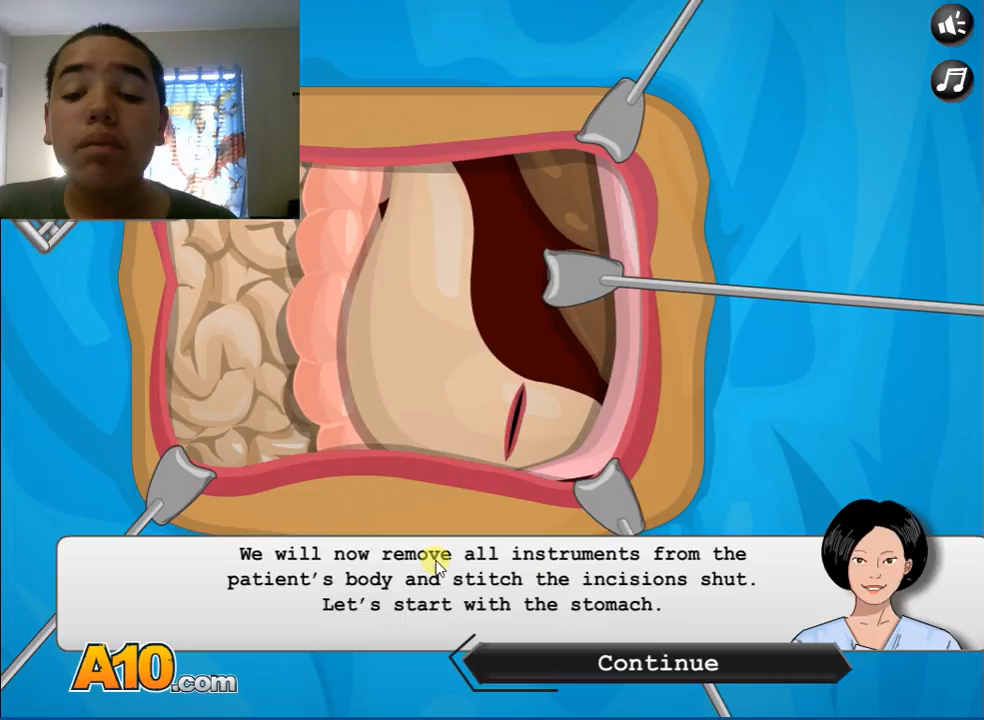 We will now remove all instruments from the
patient's body and stitch the incisions shut.
Let's start with the stomach.
Continue
A10.com